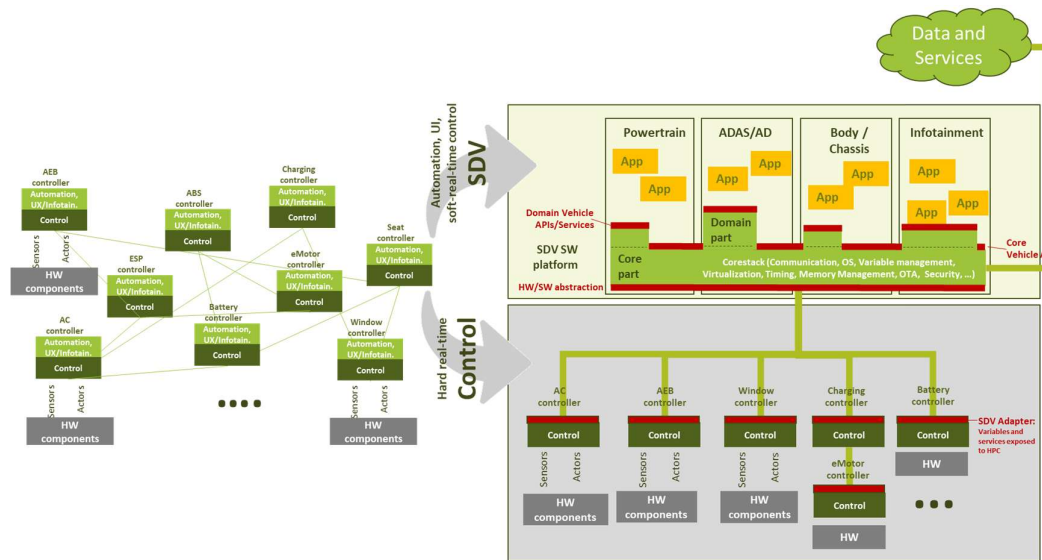 Data and
Services
AEB
controller
Automation,
UX/Infotain.
Control
Sensors
Actors
HW
components
ABS
controller
Automation,
UX/Infotain.
Control
Charging
controller
Automation,
UX/Infotain.
Control
ESP
controller
Automation,
UX/Infotain.
Control
eMotor
controller
Automation,
UX/Infotain.
Control
Seat
controller
Automation,
UX/Infotain.
Control
AC
controller
Automation,
UX/Infotain.
Control
Sensors
Actors
HW
components
Battery
controller
Automation,
UX/Infotain.
Control
Window
controller
Automation,
UX/Infotain.
Control
Sensors
Actors
HW
components
Automation, UI,
soft-real-time control
SDV
Hard real-time
Control
Powertrain
App
App
ADAS/AD
App
App
Body /
Chassis
App
App
Infotainment
App
App
App
Domain Vehicle
APIs/Services
SDV SW
platform
HW/SW abstraction
Core
part
Domain
part
Corestack (Communication, OS, Variable management,
Virtualization, Timing, Memory Management, OTA, Security, ...)
Core
Vehicle A
AC
controller
Control
Sensors
Actors
HW
components
AEB
controller
Control
Sensors
Actors
HW
components
Window
controller
Control
Sensors
Actors
HW
components
Charging
controller
Control
eMotor
controller
Control
HW
Battery
controller
Control
HW
SDV Adapter:
Variables and
services exposed
to HPC